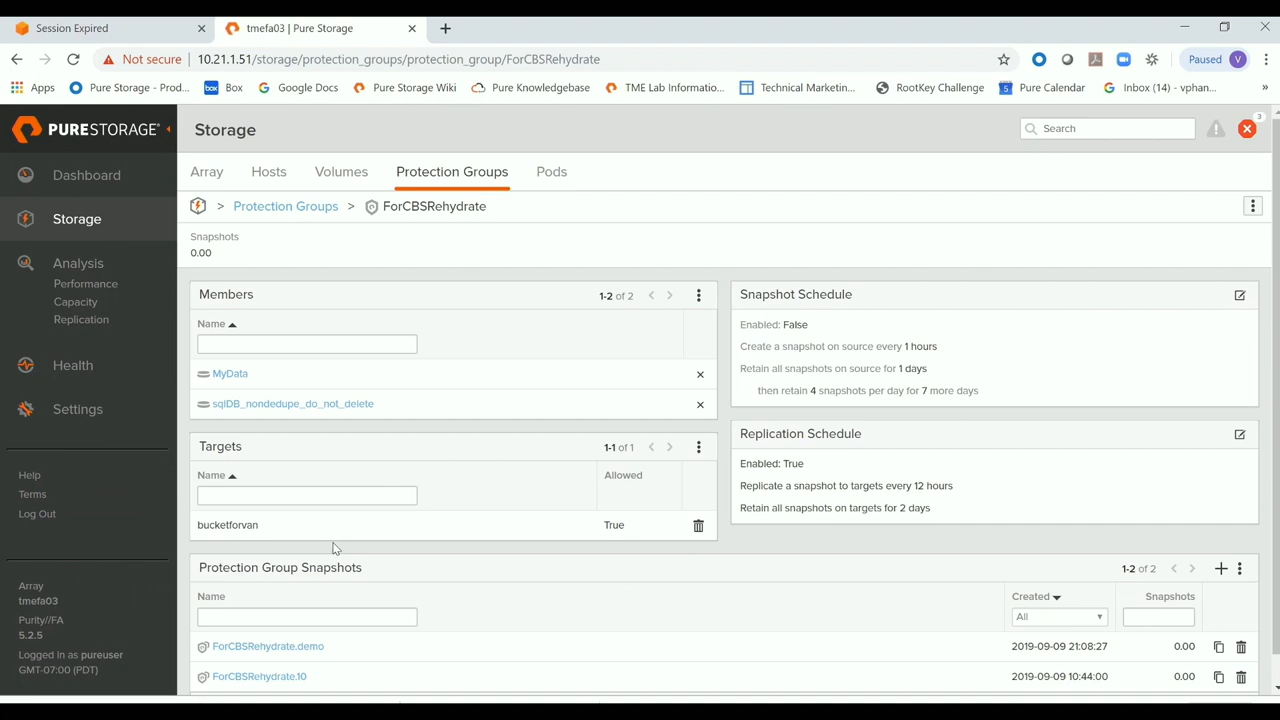 Session Expired
tmefa03 | Pure Storage
Not secure | 10.21.1.51/storage/protection_groups/protection_group/ForCBSRehydrate
Paused V
Apps Pure Storage - Prod... box Box Google Docs Pure Storage Wiki Pure Knowledgebase TME Lab Informatio... Technical Marketin... RootKey Challenge 5 Pure Calendar Inbox (14) - vphan... »
PURESTORAGE®
Storage
Search
3
Dashboard
Storage
Analysis
Performance
Capacity
Replication
Health
Settings
Help
Terms
Log Out
Array
tmefa03
Purity//FA
5.2.5
Logged in as pureuser
GMT-07:00 (PDT)
Array Hosts Volumes Protection Groups Pods
> Protection Groups > ForCBSRehydrate
Snapshots
0.00
Members 1-2 of 2
Name
MyData
sqlDB_nondedupe_do_not_delete
Targets 1-1 of 1
Name Allowed
bucketforvan True
Snapshot Schedule
Enabled: False
Create a snapshot on source every 1 hours
Retain all snapshots on source for 1 days
then retain 4 snapshots per day for 7 more days
Replication Schedule
Enabled: True
Replicate a snapshot to targets every 12 hours
Retain all snapshots on targets for 2 days
Protection Group Snapshots 1-2 of 2
Name Created Snapshots
All
ForCBSRehydrate.demo 2019-09-09 21:08:27 0.00
ForCBSRehydrate.10 2019-09-09 10:44:00 0.00